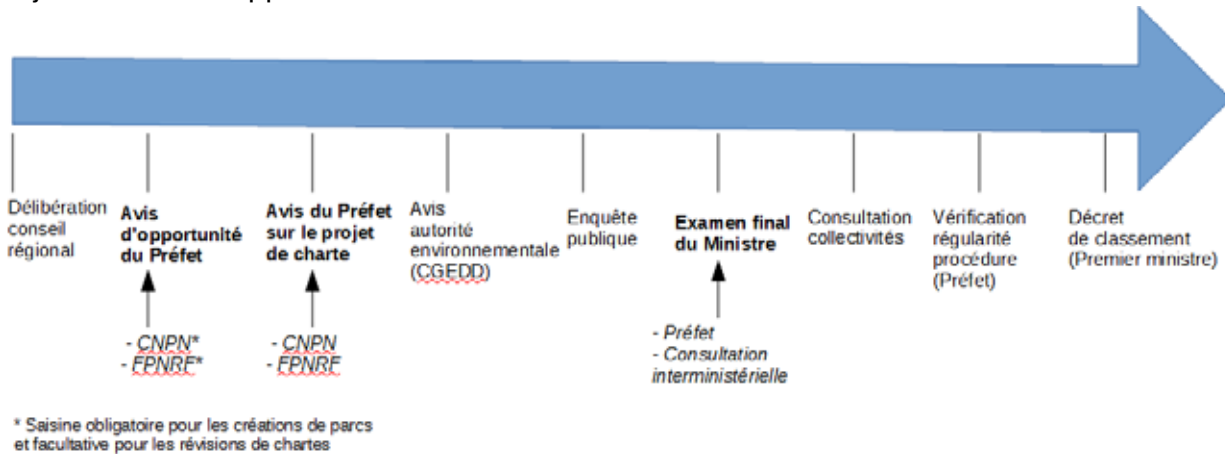 Délibération
conseil
régional
Avis
d'opportunité
du Préfet
- CNPN*
- FPNRF*
Avis du Préfet
sur le projet
de charte
- CNPN
- FPNRF
Avis
autorité
environnementale
(CGEDD)
Enquête
publique
Examen final
du Ministre
- Préfet
- Consultation
interministérielle
Consultation
collectivités
Vérification
régularité
procédure
(Préfet)
Décret
de classement
(Premier ministre)
* Saisine obligatoire pour les créations de parcs
et facultative pour les révisions de chartes